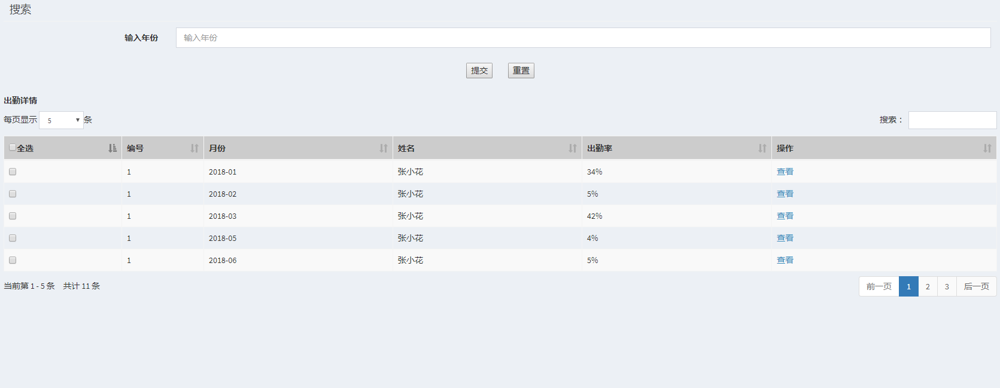 搜索
输入年份 输入年份
提交 重置
出勤详情
每页显示 5 条 搜索：
全选 编号 月份 姓名 出勤率 操作
1 2018-01 张小花 34% 查看
1 2018-02 张小花 5% 查看
1 2018-03 张小花 42% 查看
1 2018-05 张小花 4% 查看
1 2018-06 张小花 5% 查看
当前第 1 - 5 条 共计 11 条 前一页 1 2 3 后一页